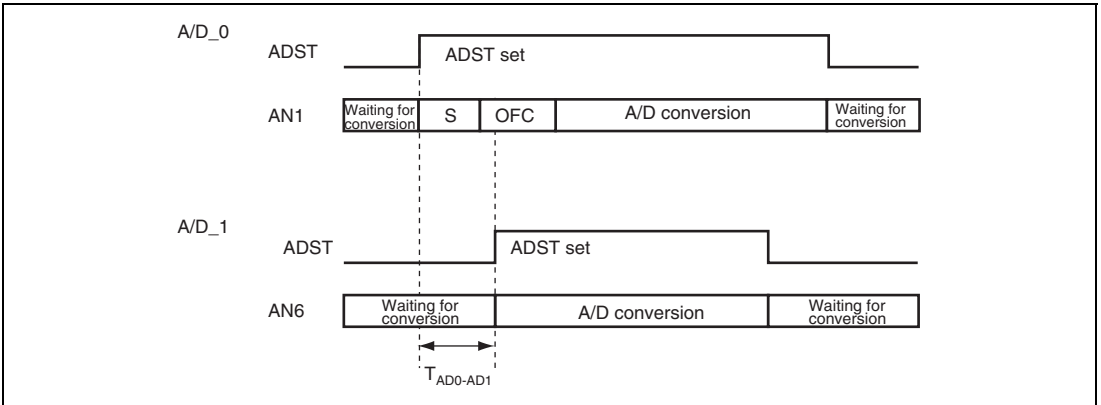 A/D_0
ADST
ADST set
AN1
Waiting for
conversion
S
OFC
A/D conversion
Waiting for
conversion
A/D_1
ADST
ADST set
AN6
Waiting for
conversion
A/D conversion
Waiting for
conversion
TAD0-AD1